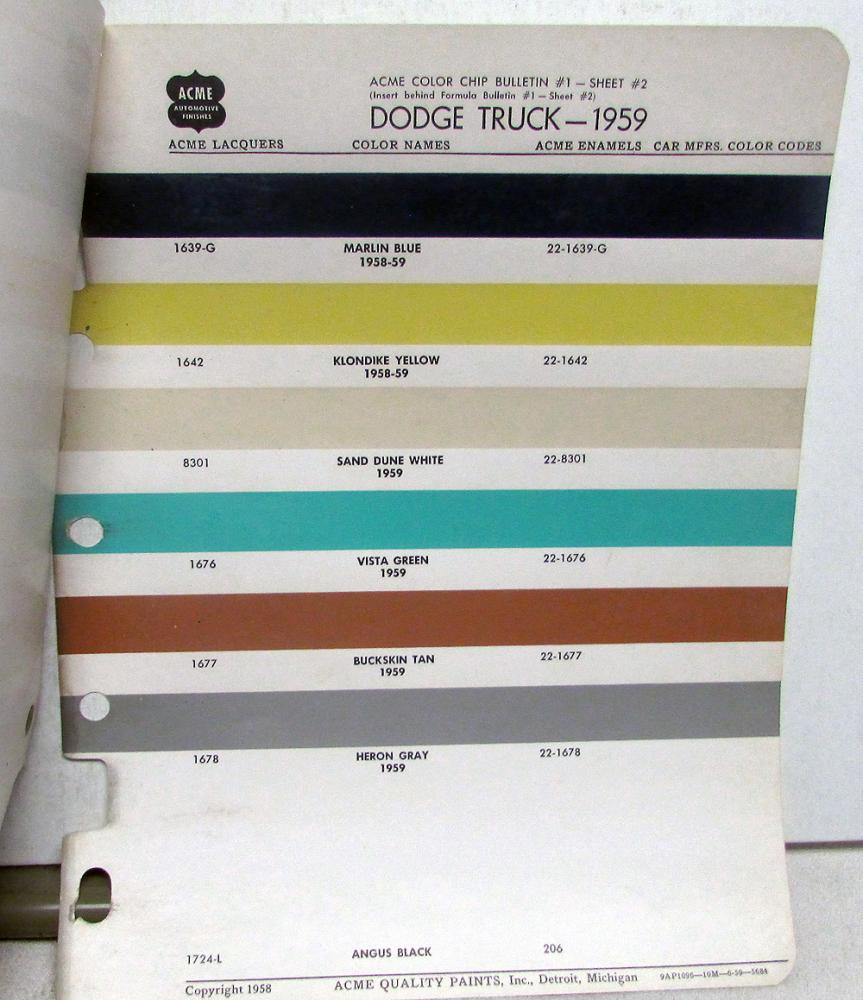 ACME
AUTOMOTIVE
FINISHES
ACME COLOR CHIP BULLETIN #1 — SHEET #2
(Insert behind Formula Bulletin #1 — Sheet #2)
DODGE TRUCK—1959
ACME LACQUERS COLOR NAMES ACME ENAMELS CAR MFRS. COLOR CODES
1639-G MARLIN BLUE 22-1639-G
1958-59
1642 KLONDIKE YELLOW 22-1642
1958-59
8301 SAND DUNE WHITE 22-8301
1959
1676 VISTA GREEN 22-1676
1959
1677 BUCKSKIN TAN 22-1677
1959
1678 HERON GRAY 22-1678
1959
1724-L ANGUS BLACK 206
Copyright 1958 ACME QUALITY PAINTS, Inc., Detroit, Michigan